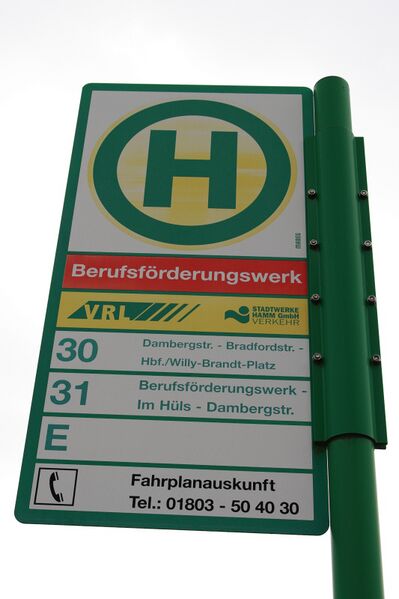 H
MABEG
Berufsförderungswerk
VRL
STADTWERKE
HAMM GmbH
VERKEHR
30 Dambergstr. - Bradfordstr. -
Hbf./Willy-Brandt-Platz
31 Berufsförderungswerk -
Im Hüls - Dambergstr.
E
Fahrplanauskunft
Tel.: 01803 - 50 40 30